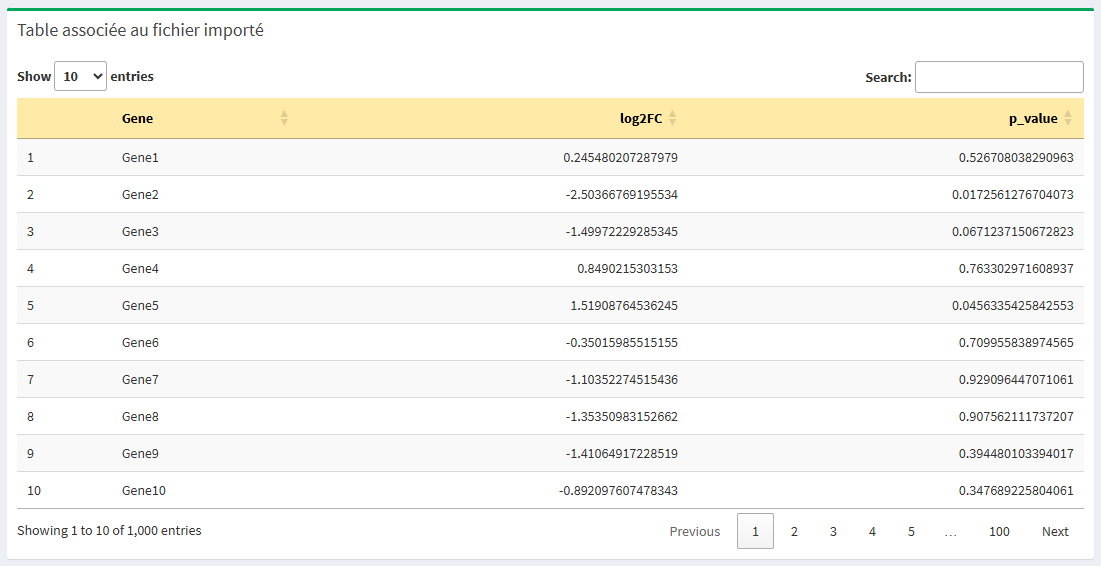 Table associée au fichier importé
Show 10 entries Search:
Gene log2FC p_value
1 Gene1 0.245480207287979 0.526708038290963
2 Gene2 -2.50366769195534 0.0172561276704073
3 Gene3 -1.49972229285345 0.0671237150672823
4 Gene4 0.8490215303153 0.763302971608937
5 Gene5 1.51908764536245 0.0456335425842553
6 Gene6 -0.35015985515155 0.709955838974565
7 Gene7 -1.10352274515436 0.929096447071061
8 Gene8 -1.35350983152662 0.907562111737207
9 Gene9 -1.41064917228519 0.394480103394017
10 Gene10 -0.892097607478343 0.347689225804061
Showing 1 to 10 of 1,000 entries Previous 1 2 3 4 5 … 100 Next